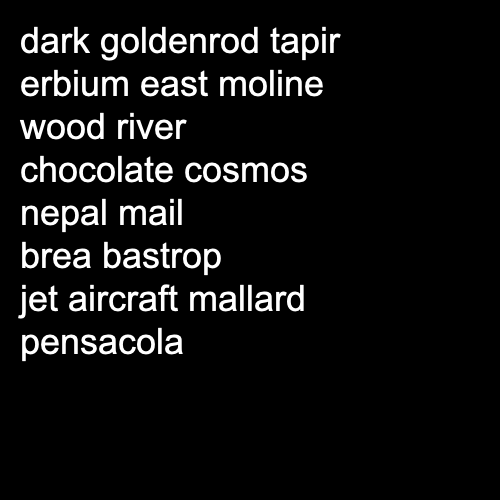 dark goldenrod tapir
erbium east moline
wood river
chocolate cosmos
nepal mail
brea bastrop
jet aircraft mallard
pensacola